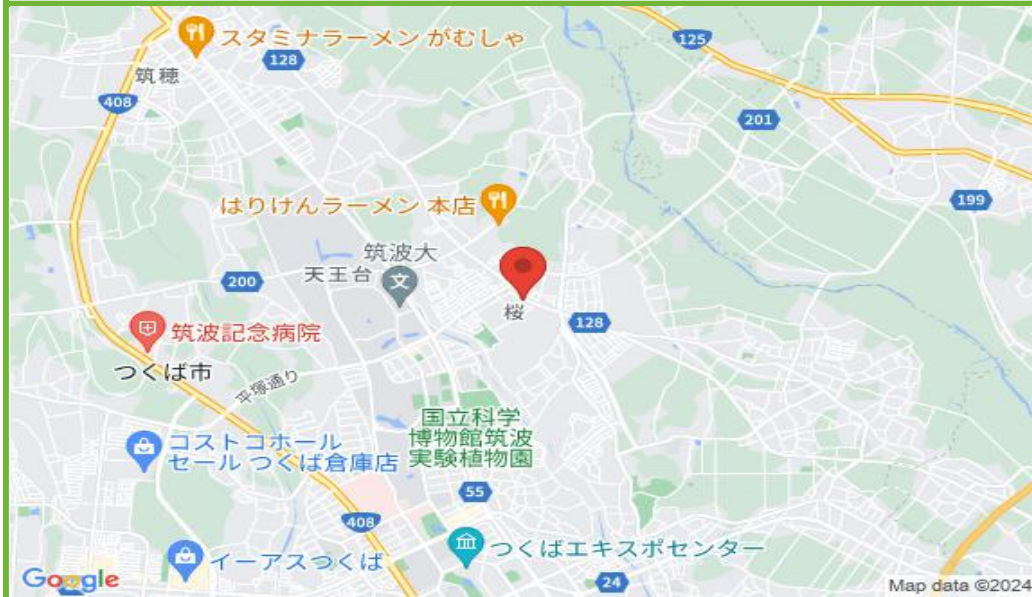 スタミナラーメン がむしゃ
125
128
筑穂
408
201
199
はりけんラーメン 本店
筑波大
天王台
文
200
桜
128
筑波記念病院
つくば市
平塚通り
国立科学
博物館筑波
実験植物園
コストコホール
セール つくば倉庫店
55
408
つくばエキスポセンター
イーアスつくば
24
Google
Map data ©2024